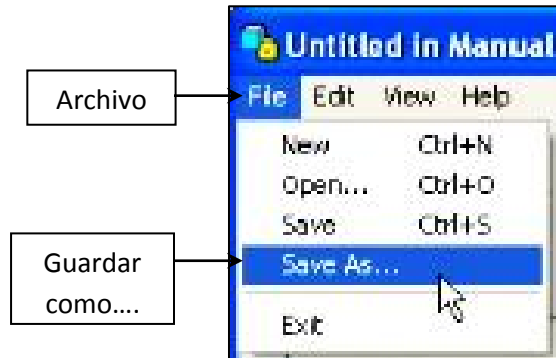 Untitled in Manual
Archivo
File Edit View Help
New Ctrl+N
Open... Ctrl+O
Save Ctrl+S
Guardar
como....
Save As...
Exit